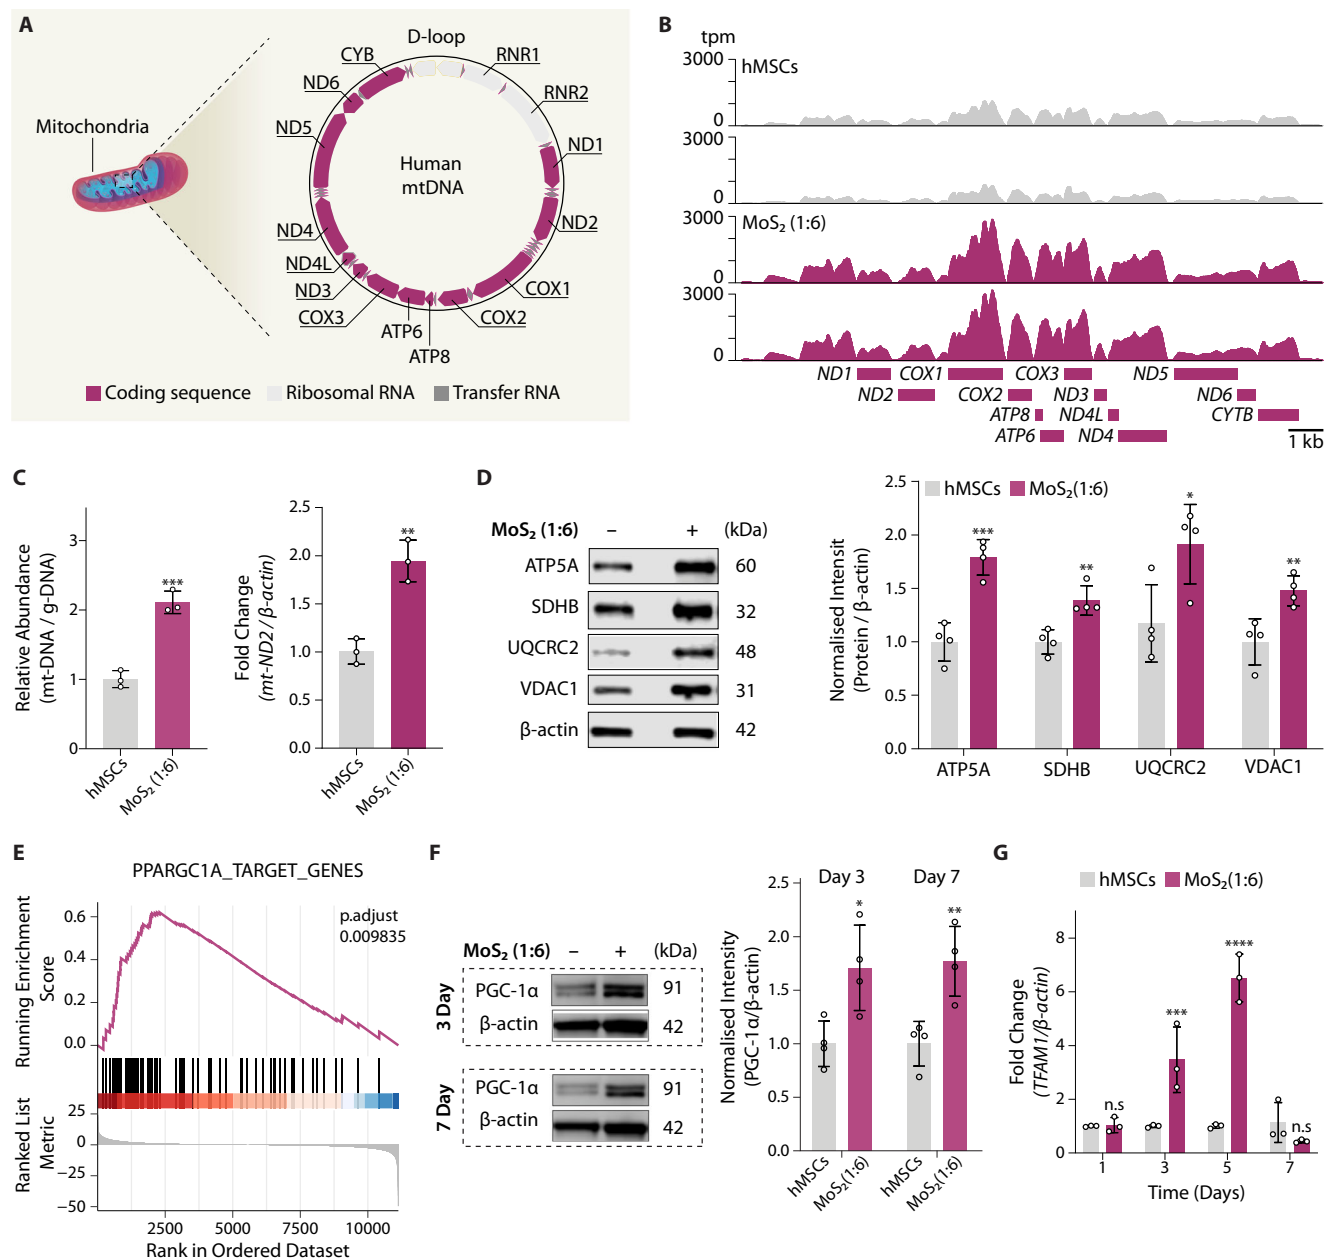 A
D-loop
CYB
RNR1
ND6
RNR2
ND5
Mitochondria
ND1
Human
mtDNA
ND2
ND4
ND4L
ND3
COX1
COX3
COX2
ATP6
ATP8
Coding sequence
Ribosomal RNA
Transfer RNA
B
tpm
hMSCs
3000
0
3000
0
MoS₂ (1:6)
3000
0
3000
0
ND1
COX1
COX3
ND5
ND2
COX2
ND3
ND6
ATP8
ND4L
CYTB
ATP6
ND4
1 kb
C
Relative Abundance
(mt-DNA / g-DNA)
3
2
1
0
***
hMSCs
MoS₂ (1:6)
Fold Change
(mt-ND2 / β-actin)
2.5
2.0
1.5
1.0
0.5
0.0
**
hMSCs
MoS₂ (1:6)
D
MoS₂ (1:6) – + (kDa)
ATP5A 60
SDHB 32
UQCRC2 48
VDAC1 31
β-actin 42
Normalised Intensit
(Protein / β-actin)
hMSCs
MoS₂(1:6)
2.5
2.0
1.5
1.0
0.5
0.0
***
**
*
**
ATP5A
SDHB
UQCRC2
VDAC1
E
PPARGC1A_TARGET_GENES
Running Enrichment
Score
0.6
0.4
0.2
0.0
p.adjust
0.009835
Ranked List
Metric
25
0
−25
−50
2500
5000
7500
10000
Rank in Ordered Dataset
F
MoS₂ (1:6) – + (kDa)
3 Day
PGC-1α 91
β-actin 42
7 Day
PGC-1α 91
β-actin 42
Normalised Intensity
(PGC-1α/β-actin)
Day 3
Day 7
2.5
2.0
1.5
1.0
0.5
0.0
*
**
hMSCs
MoS₂(1:6)
hMSCs
MoS₂(1:6)
G
hMSCs
MoS₂(1:6)
Fold Change
(TFAM1/β-actin)
8
6
4
2
0
n.s
***
****
n.s
1
3
5
7
Time (Days)